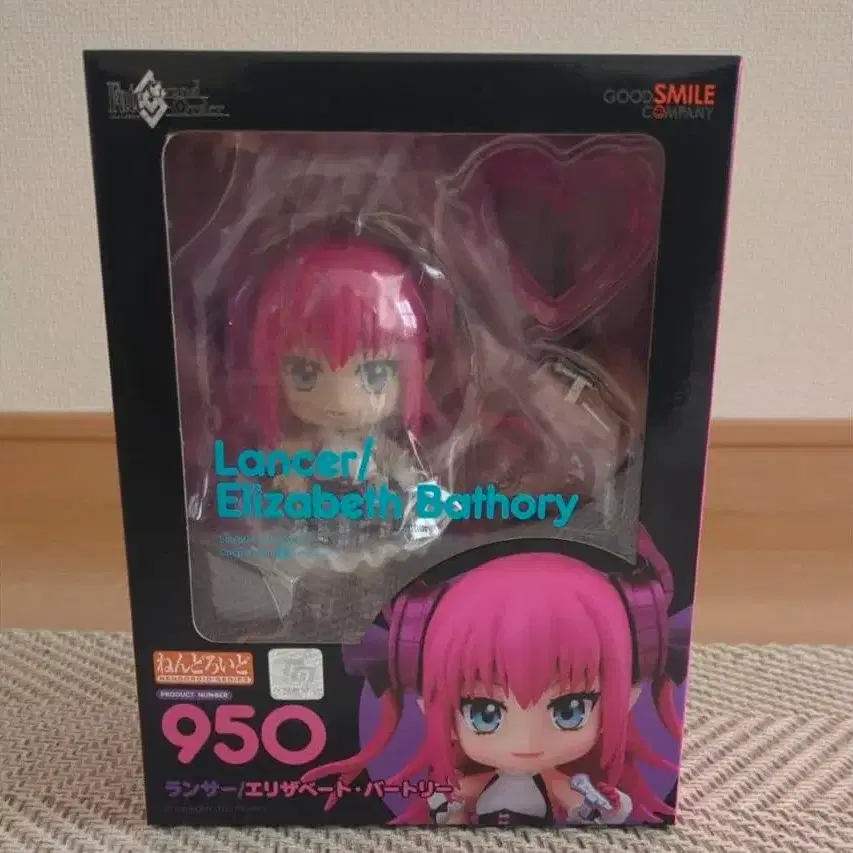 Fate/Grand
Order
GOOD SMILE
COMPANY
Lancer/
Elizabeth Bathory
ねんどろいど
NENDOROID SERIES
PRODUCT NUMBER
950
ランサー/エリザベート・バートリー